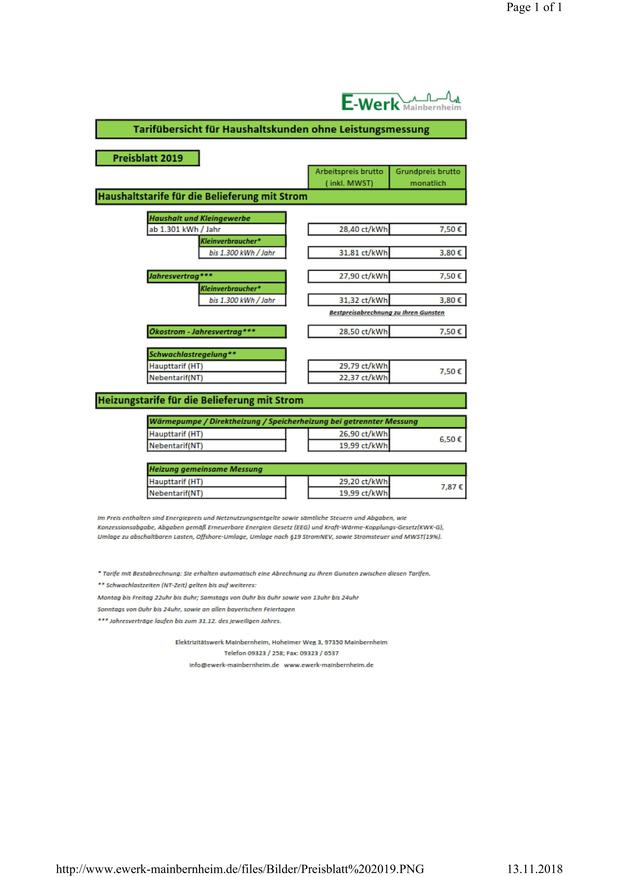 Page 1 of 1
E-Werk Mainbernheim
Tarifübersicht für Haushaltskunden ohne Leistungsmessung
Preisblatt 2019
Arbeitspreis brutto Grundpreis brutto
( inkl. MWST) monatlich
Haushaltstarife für die Belieferung mit Strom
Haushalt und Kleingewerbe
ab 1.301 kWh / Jahr 28,40 ct/kWh 7,50 €
Kleinverbraucher*
bis 1.300 kWh / Jahr 31,81 ct/kWh 3,80 €
Jahresvertrag*** 27,90 ct/kWh 7,50 €
Kleinverbraucher*
bis 1.300 kWh / Jahr 31,32 ct/kWh 3,80 €
Bestpreisabrechnung zu Ihren Gunsten
Ökostrom - Jahresvertrag*** 28,50 ct/kWh 7,50 €
Schwachlastregelung**
Haupttarif (HT) 29,79 ct/kWh 7,50 €
Nebentarif(NT) 22,37 ct/kWh
Heizungstarife für die Belieferung mit Strom
Wärmepumpe / Direktheizung / Speicherheizung bei getrennter Messung
Haupttarif (HT) 26,90 ct/kWh 6,50 €
Nebentarif(NT) 19,99 ct/kWh
Heizung gemeinsame Messung
Haupttarif (HT) 29,20 ct/kWh 7,87 €
Nebentarif(NT) 19,99 ct/kWh
Im Preis enthalten sind Energiepreis und Netznutzungsentgelte sowie sämtliche Steuern und Abgaben, wie
Konzessionsabgabe, Abgaben gemäß Erneuerbare Energien Gesetz (EEG) und Kraft-Wärme-Kopplungs-Gesetz(KWK-G),
Umlage zu abschaltbaren Lasten, Offshore-Umlage, Umlage nach §19 StromNEV, sowie Stromsteuer und MWST(19%).
* Tarife mit Bestabrechnung: Sie erhalten automatisch eine Abrechnung zu Ihren Gunsten zwischen diesen Tarifen.
** Schwachlastzeiten (NT-Zeit) gelten bis auf weiteres:
Montag bis Freitag 22uhr bis 6uhr; Samstags von 0uhr bis 6uhr sowie von 13uhr bis 24uhr
Sonntags von 0uhr bis 24uhr, sowie an allen bayerischen Feiertagen
*** Jahresverträge laufen bis zum 31.12. des jeweiligen Jahres.
Elektrizitätswerk Mainbernheim, Hoheimer Weg 3, 97350 Mainbernheim
Telefon 09323 / 258; Fax: 09323 / 6537
info@ewerk-mainbernheim.de www.ewerk-mainbernheim.de
http://www.ewerk-mainbernheim.de/files/Bilder/Preisblatt%202019.PNG 13.11.2018